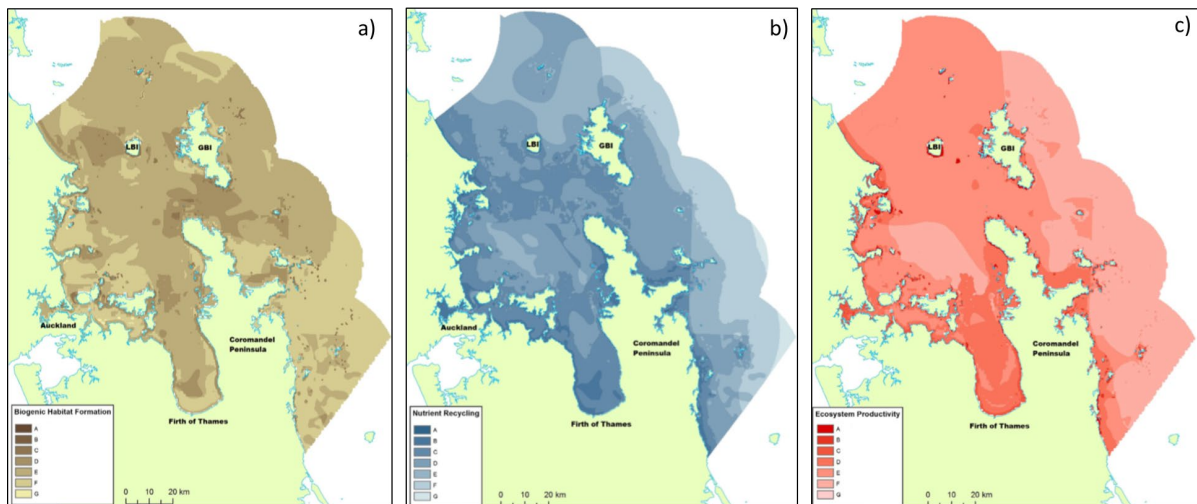 a)
LBI
GBI
Auckland
Coromandel
Peninsula
Firth of Thames
Biogenic Habitat Formation
A
B
C
D
E
F
G
0 10 20 km
b)
LBI
GBI
Auckland
Coromandel
Peninsula
Firth of Thames
Nutrient Recycling
A
B
C
D
E
F
G
0 10 20 km
c)
LBI
GBI
Auckland
Coromandel
Peninsula
Firth of Thames
Ecosystem Productivity
A
B
C
D
E
F
G
0 10 20 km